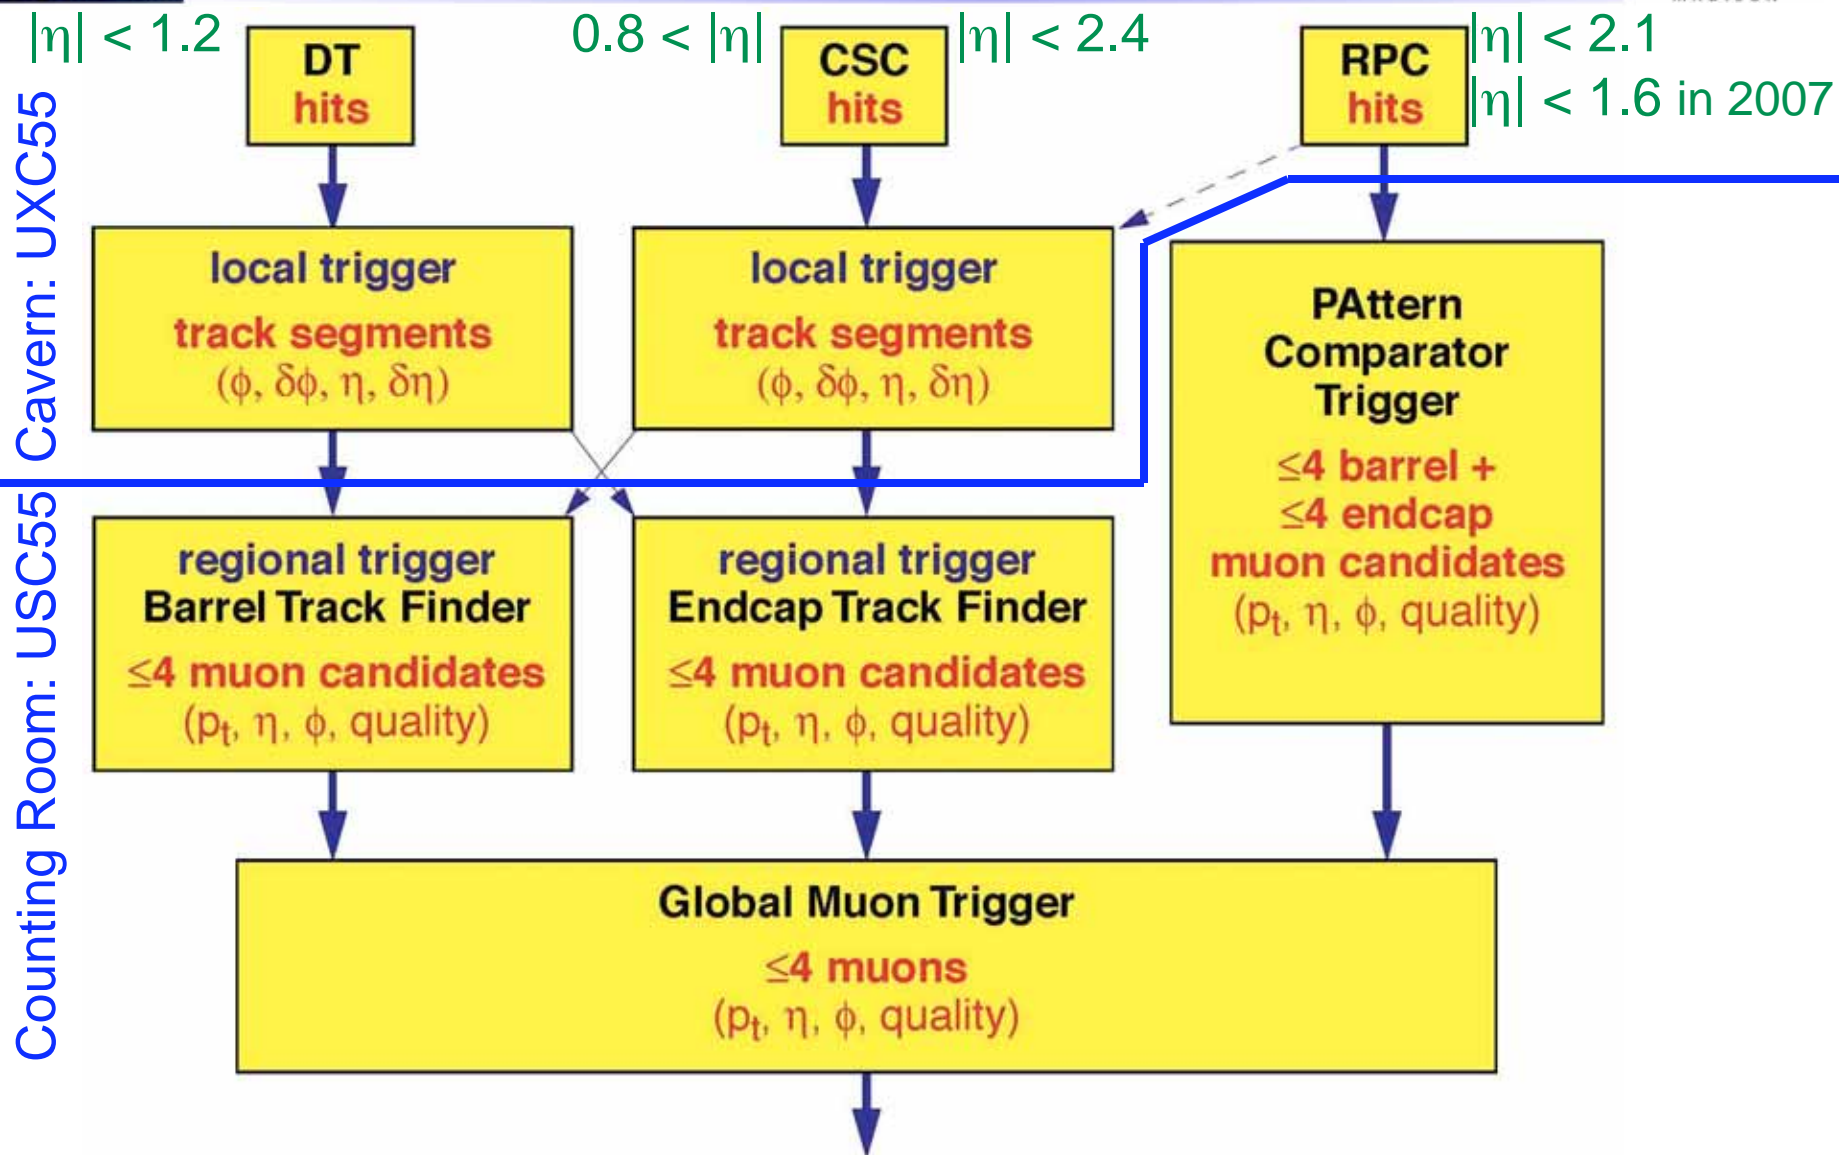 |η| < 1.2
DT
hits
0.8 < |η|
CSC
hits
|η| < 2.4
RPC
hits
|η| < 2.1
|η| < 1.6 in 2007
Cavern: UXC55
local trigger
track segments
(ϕ, δϕ, η, δη)
local trigger
track segments
(ϕ, δϕ, η, δη)
PAttern
Comparator
Trigger
≤4 barrel +
≤4 endcap
muon candidates
(pt, η, ϕ, quality)
Counting Room: USC55
regional trigger
Barrel Track Finder
≤4 muon candidates
(pt, η, ϕ, quality)
regional trigger
Endcap Track Finder
≤4 muon candidates
(pt, η, ϕ, quality)
Global Muon Trigger
≤4 muons
(pt, η, ϕ, quality)